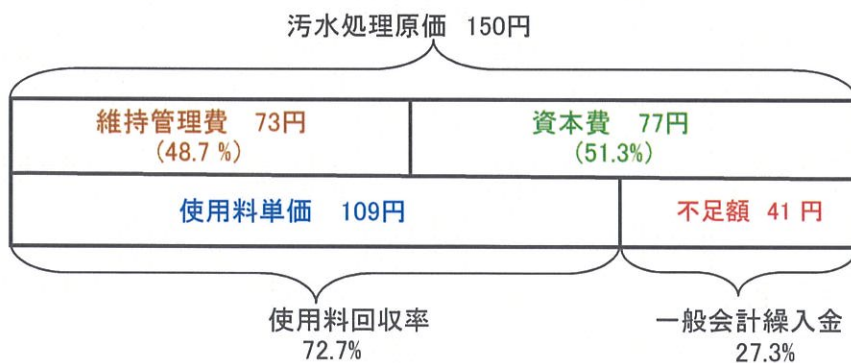 汚水処理原価 150円
維持管理費 73円
(48.7 %)
資本費 77円
(51.3%)
使用料単価 109円
不足額 41 円
使用料回収率
72.7%
一般会計繰入金
27.3%